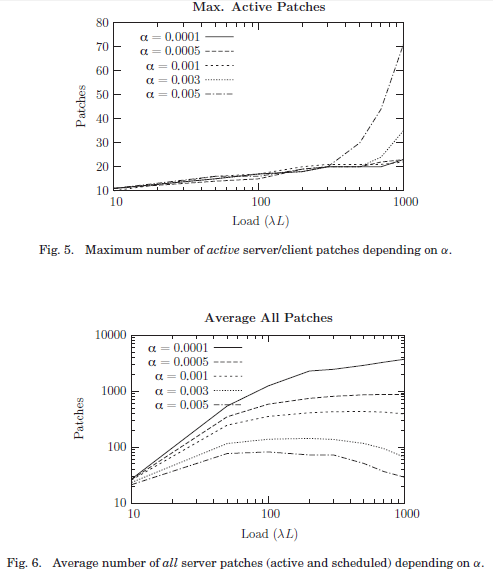 Max. Active Patches
80
70
60
50
40
30
20
10
Patches
α = 0.0001
α = 0.0005
α = 0.001
α = 0.003
α = 0.005
10 100 1000
Load (λL)
Fig. 5. Maximum number of active server/client patches depending on α.
Average All Patches
10000
1000
100
10
Patches
α = 0.0001
α = 0.0005
α = 0.001
α = 0.003
α = 0.005
10 100 1000
Load (λL)
Fig. 6. Average number of all server patches (active and scheduled) depending on α.